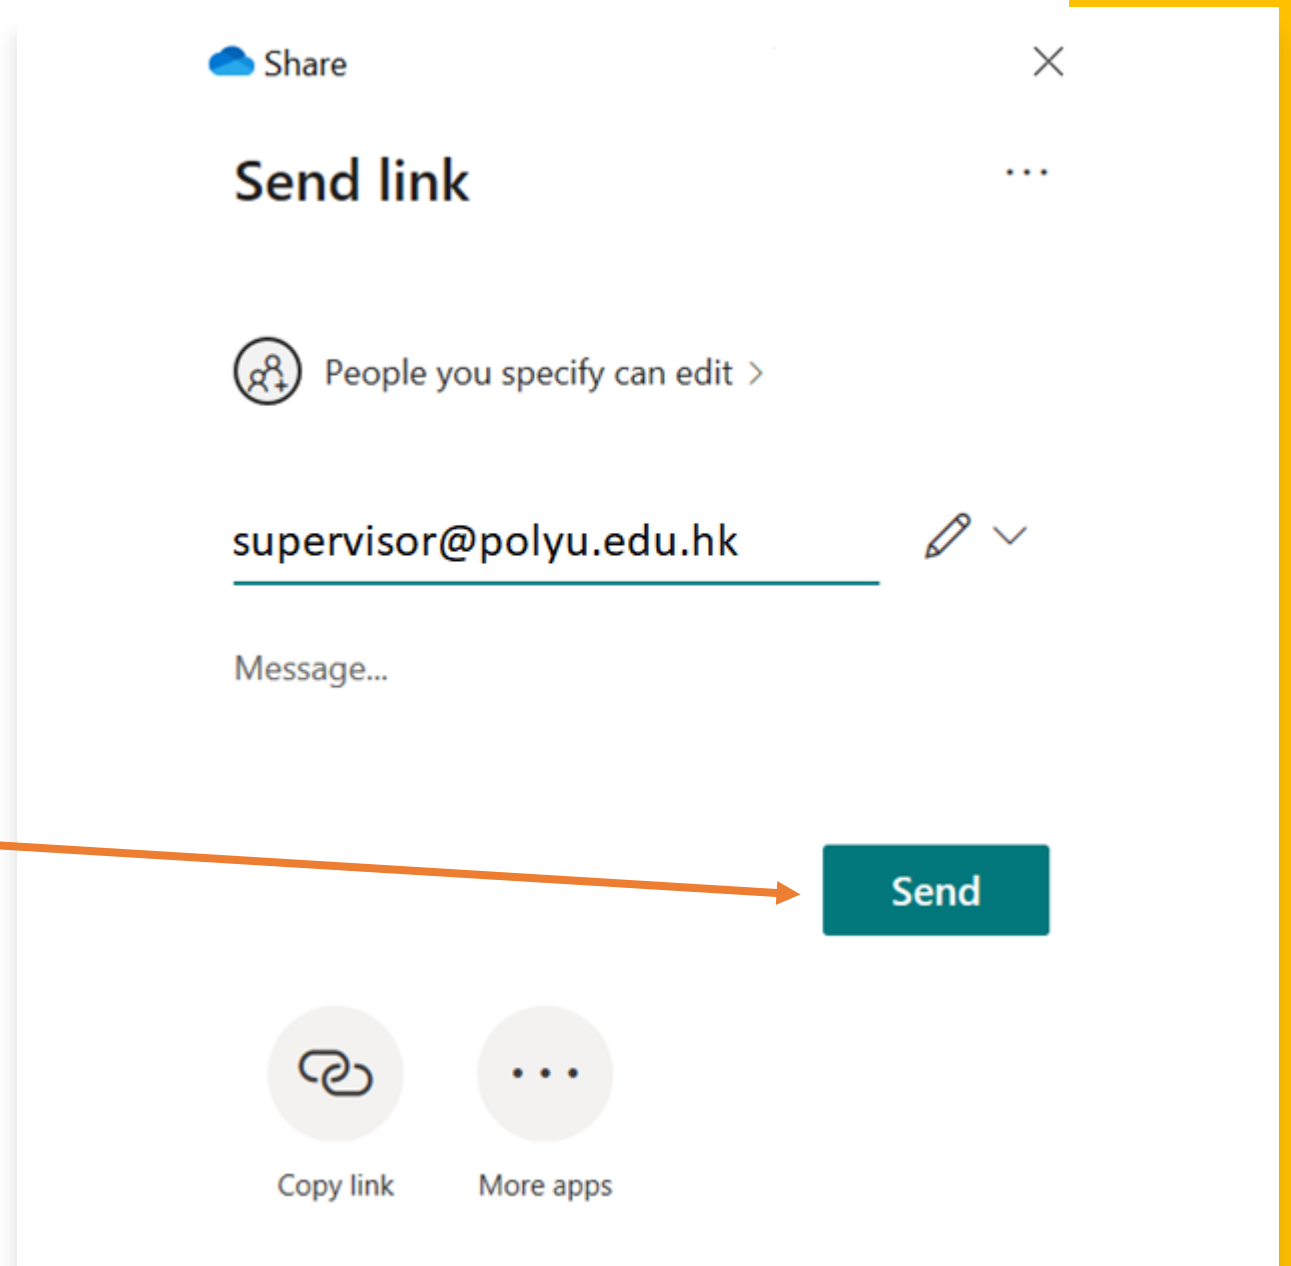 Share
Send link
People you specify can edit >
supervisor@polyu.edu.hk
Message...
Send
Copy link
More apps